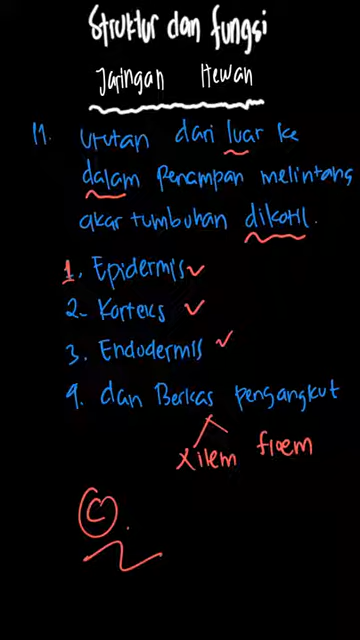 Struktur dan fungsi
Jaringan Hewan
11. urutan dari luar ke
dalam penampan melintang
akar tumbuhan dikotil.
1. Epidermis
2. Korteks
3. Endodermis
4. dan Berkas pengangkut
xilem floem
C.